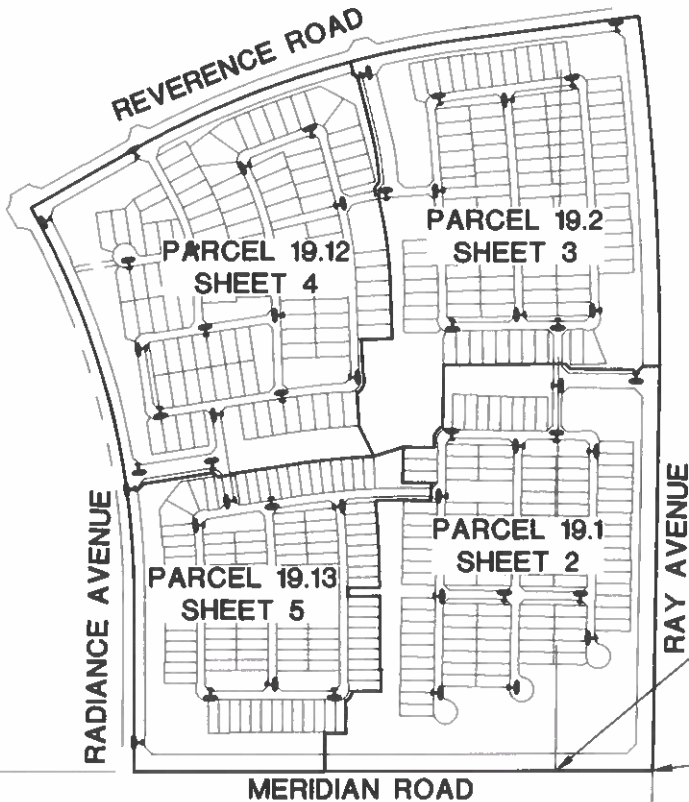 REVERENCE ROAD
PARCEL 19.2
SHEET 3
PARCEL 19.12
SHEET 4
PARCEL 19.1
SHEET 2
PARCEL 19.13
SHEET 5
RADIANCE AVENUE
RAY AVENUE
MERIDIAN ROAD